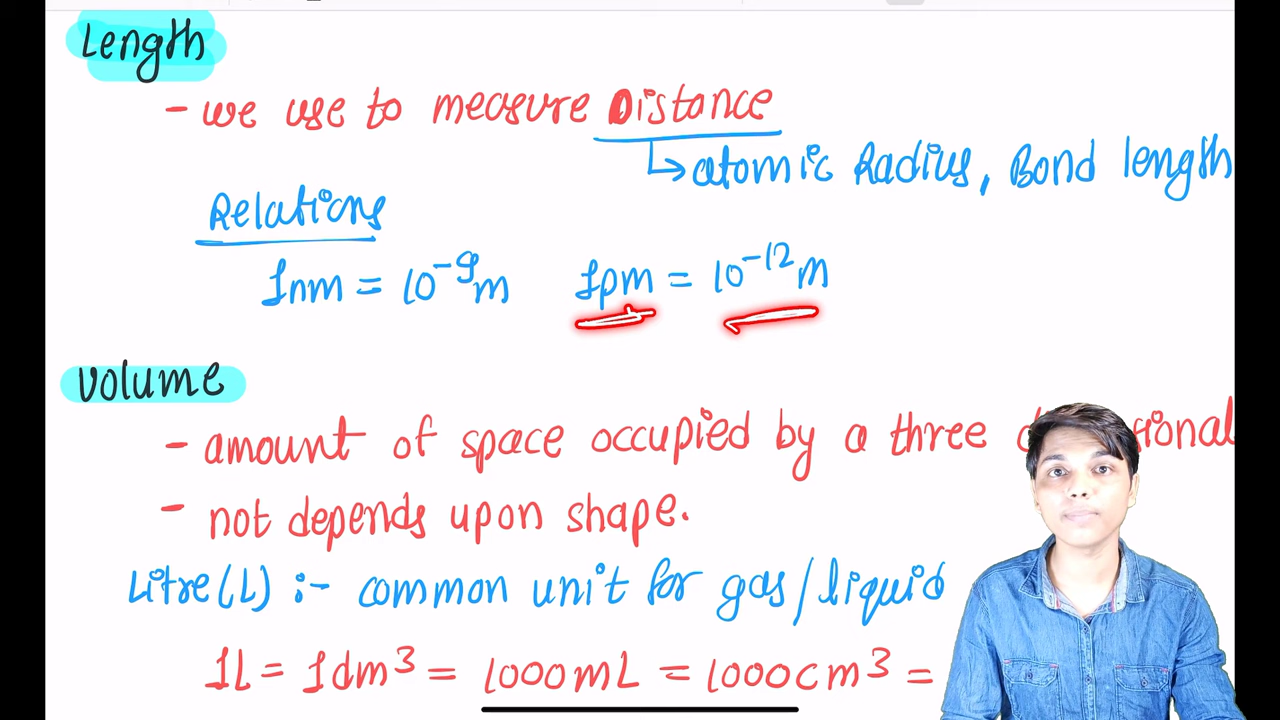 Length
- we use to measure Distance
↳ atomic Radius, Bond length
Relations
1nm = 10⁻⁹m 1pm = 10⁻¹²m
Volume
- amount of space occupied by a three
- not depends upon shape.
Litre(L) :- common unit for gas/liquid
1L = 1dm³ = 1000mL = 1000cm³ =